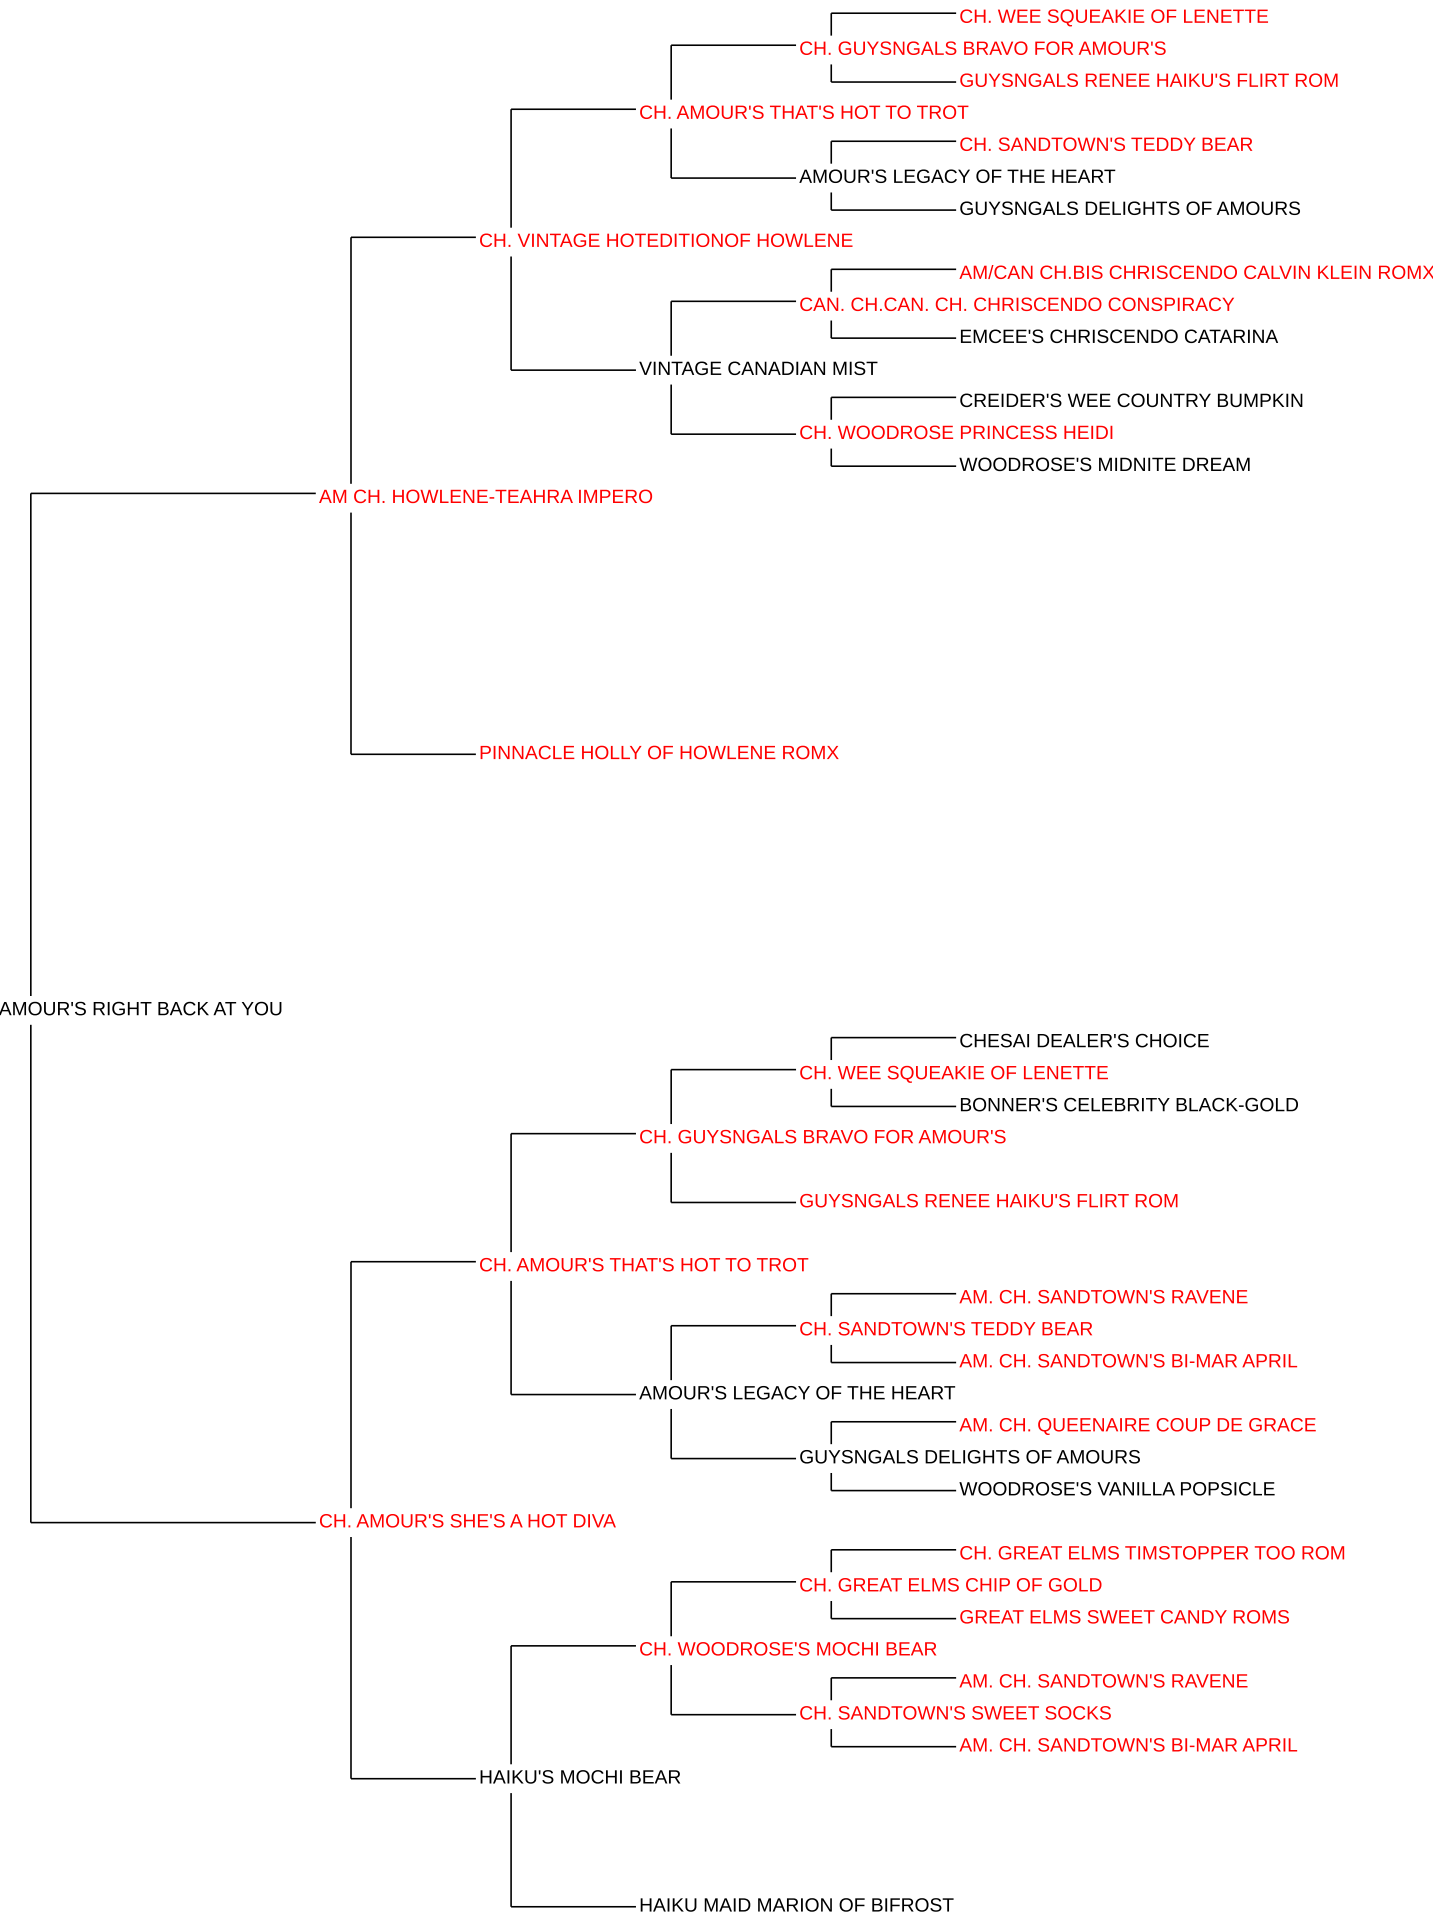 CH. WEE SQUEAKIE OF LENETTE
CH. GUYSNGALS BRAVO FOR AMOUR'S
GUYSNGALS RENEE HAIKU'S FLIRT ROM
CH. AMOUR'S THAT'S HOT TO TROT
CH. SANDTOWN'S TEDDY BEAR
AMOUR'S LEGACY OF THE HEART
GUYSNGALS DELIGHTS OF AMOURS
CH. VINTAGE HOTEDITIONOF HOWLENE
AM/CAN CH.BIS CHRISCENDO CALVIN KLEIN ROMX
CAN. CH.CAN. CH. CHRISCENDO CONSPIRACY
EMCEE'S CHRISCENDO CATARINA
VINTAGE CANADIAN MIST
CREIDER'S WEE COUNTRY BUMPKIN
CH. WOODROSE PRINCESS HEIDI
WOODROSE'S MIDNITE DREAM
AM CH. HOWLENE-TEAHRA IMPERO
PINNACLE HOLLY OF HOWLENE ROMX
AMOUR'S RIGHT BACK AT YOU
CHESAI DEALER'S CHOICE
CH. WEE SQUEAKIE OF LENETTE
BONNER'S CELEBRITY BLACK-GOLD
CH. GUYSNGALS BRAVO FOR AMOUR'S
GUYSNGALS RENEE HAIKU'S FLIRT ROM
CH. AMOUR'S THAT'S HOT TO TROT
AM. CH. SANDTOWN'S RAVENE
CH. SANDTOWN'S TEDDY BEAR
AM. CH. SANDTOWN'S BI-MAR APRIL
AMOUR'S LEGACY OF THE HEART
AM. CH. QUEENAIRE COUP DE GRACE
GUYSNGALS DELIGHTS OF AMOURS
WOODROSE'S VANILLA POPSICLE
CH. AMOUR'S SHE'S A HOT DIVA
CH. GREAT ELMS TIMSTOPPER TOO ROM
CH. GREAT ELMS CHIP OF GOLD
GREAT ELMS SWEET CANDY ROMS
CH. WOODROSE'S MOCHI BEAR
AM. CH. SANDTOWN'S RAVENE
CH. SANDTOWN'S SWEET SOCKS
AM. CH. SANDTOWN'S BI-MAR APRIL
HAIKU'S MOCHI BEAR
HAIKU MAID MARION OF BIFROST